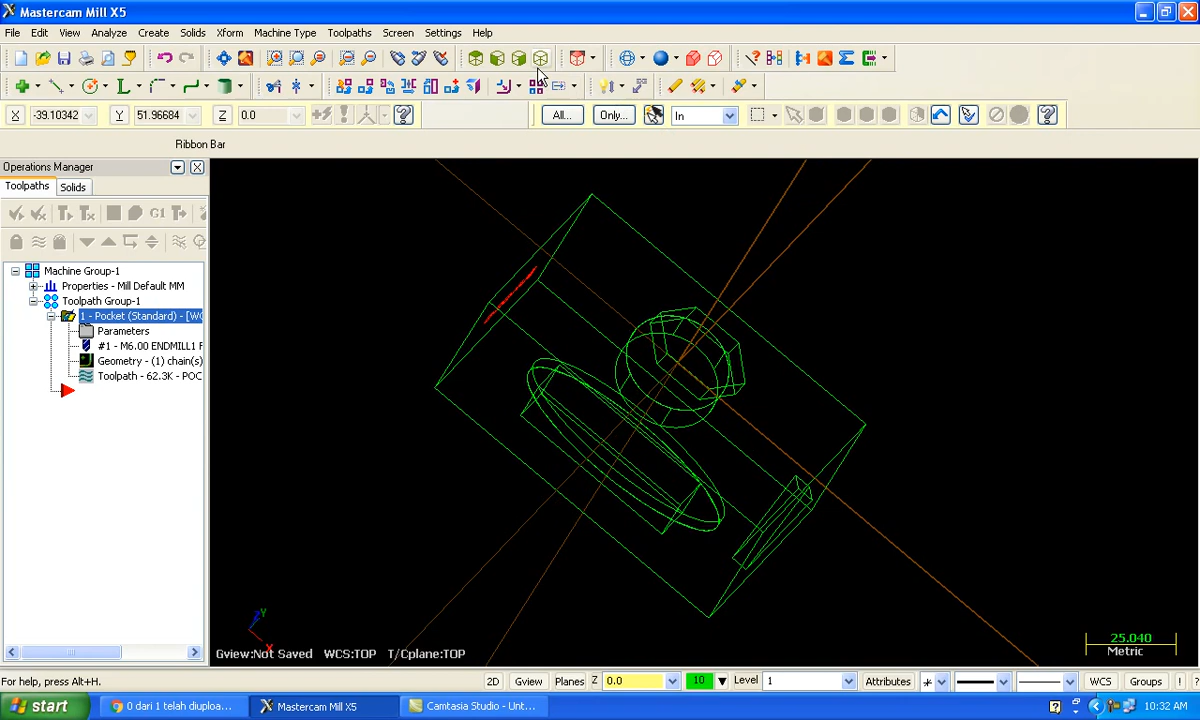 Mastercam Mill X5
File Edit View Analyze Create Solids Xform Machine Type Toolpaths Screen Settings Help
X -39.10342 Y 51.96684 Z 0.0 All... Only... In
Ribbon Bar
Operations Manager
Toolpaths Solids
G1
Machine Group-1
Properties - Mill Default MM
Toolpath Group-1
1 - Pocket (Standard) - [WC
Parameters
#1 - M6.00 ENDMILL1 F
Geometry - (1) chain(s)
Toolpath - 62.3K - POC
Y
X
25.040
Metric
Gview:Not Saved WCS:TOP T/Cplane:TOP
For help, press Alt+H. 2D Gview Planes Z 0.0 10 Level 1 Attributes WCS Groups ! ?
start 0 dari 1 telah diuploa... Mastercam Mill X5 Camtasia Studio - Unt... 10:32 AM